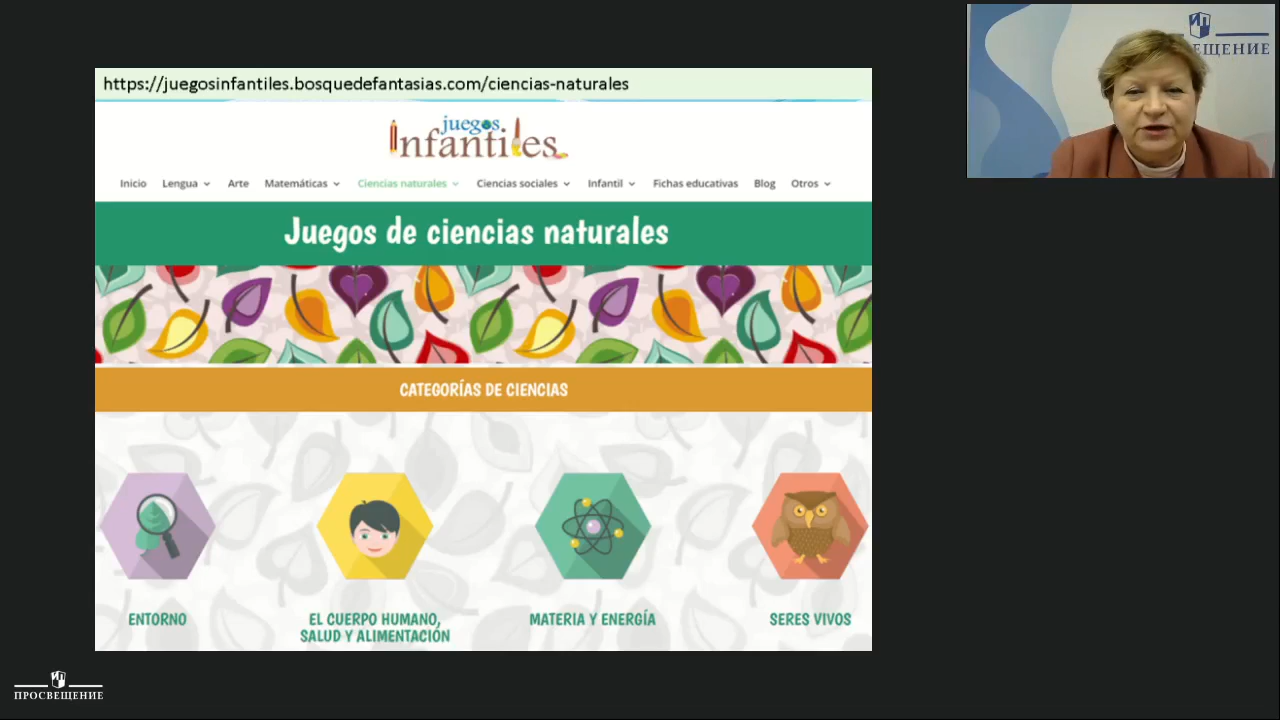 https://juegosinfantiles.bosquedefantasias.com/ciencias-naturales
juegos
infantiles
Inicio Lengua Arte Matemáticas Ciencias naturales Ciencias sociales Infantil Fichas educativas Blog Otros
Juegos de ciencias naturales
CATEGORÍAS DE CIENCIAS
ENTORNO
EL CUERPO HUMANO,
SALUD Y ALIMENTACIÓN
MATERIA Y ENERGÍA
SERES VIVOS
ЕЩЕНИЕ
ПРОСВЕЩЕНИЕ